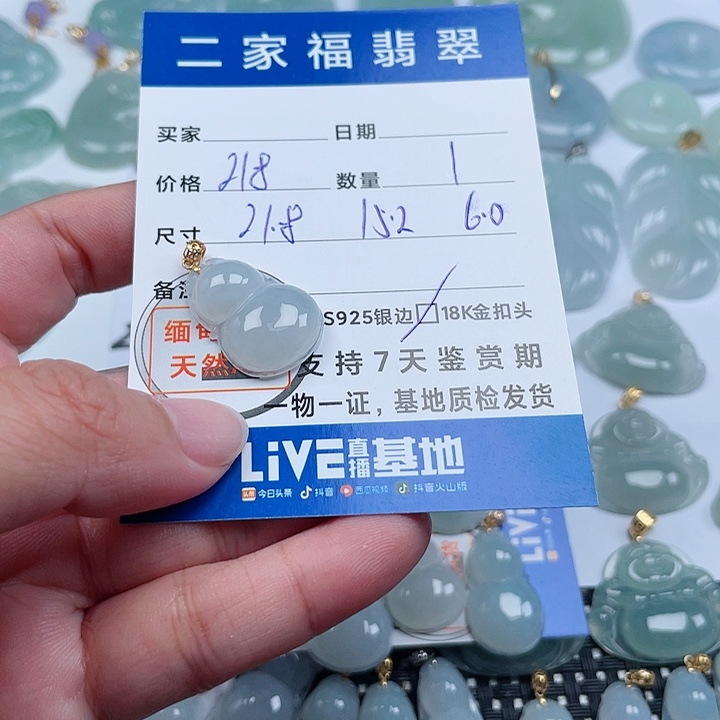 二家福翡翠
买家 日期
价格 218 数量 1
尺寸 21.8 15.2 6.0
备注
S925银边 18K金扣头
缅甸
天然
支持7天鉴赏期
一物一证，基地质检发货
LiVE直播基地
头条 今日头条 抖音 西瓜视频 抖音火山版
LiVE